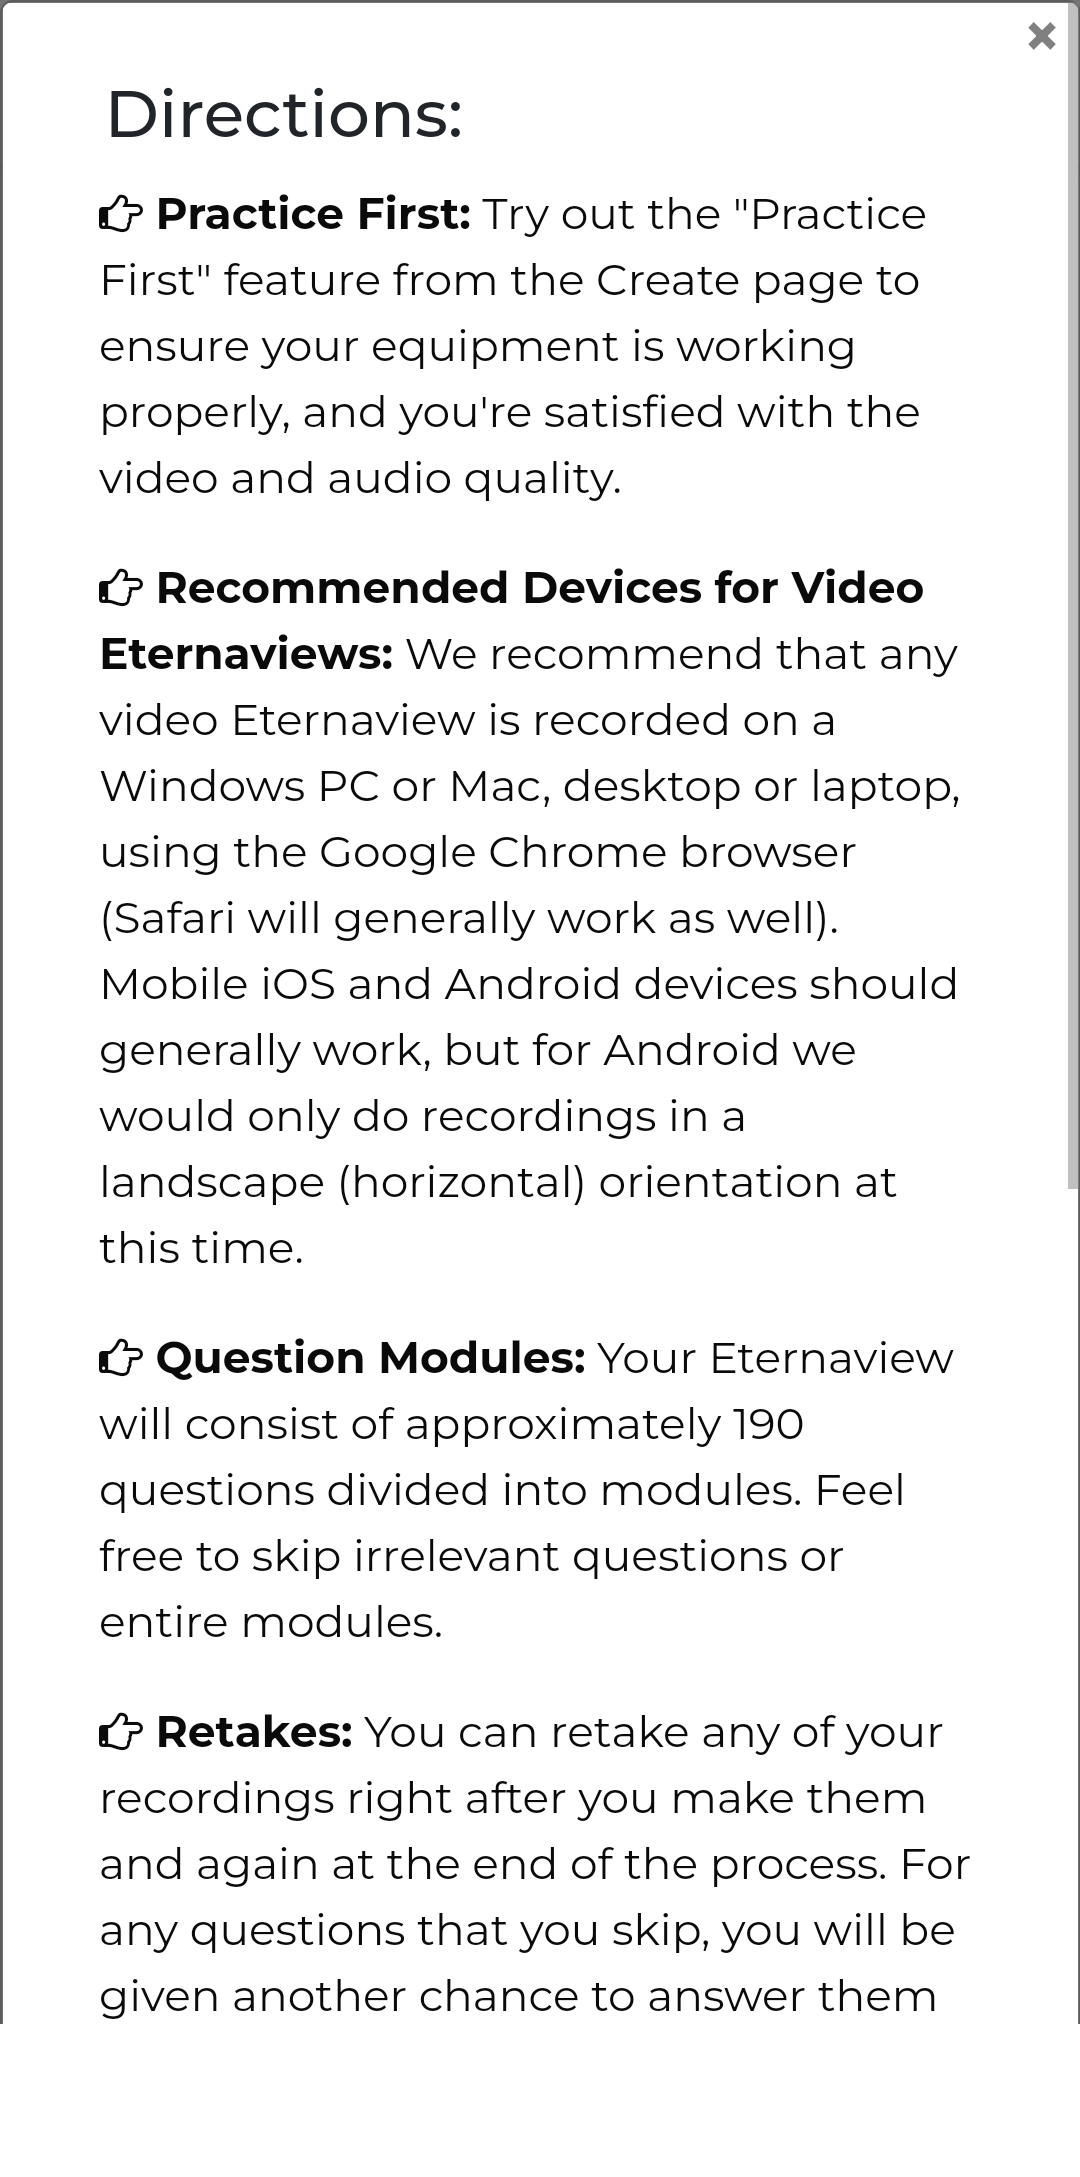 Directions:
Practice First: Try out the "Practice
First" feature from the Create page to
ensure your equipment is working
properly, and you're satisfied with the
video and audio quality.
Recommended Devices for Video
Eternaviews: We recommend that any
video Eternaview is recorded on a
Windows PC or Mac, desktop or laptop,
using the Google Chrome browser
(Safari will generally work as well).
Mobile iOS and Android devices should
generally work, but for Android we
would only do recordings in a
landscape (horizontal) orientation at
this time.
Question Modules: Your Eternaview
will consist of approximately 190
questions divided into modules. Feel
free to skip irrelevant questions or
entire modules.
Retakes: You can retake any of your
recordings right after you make them
and again at the end of the process. For
any questions that you skip, you will be
given another chance to answer them